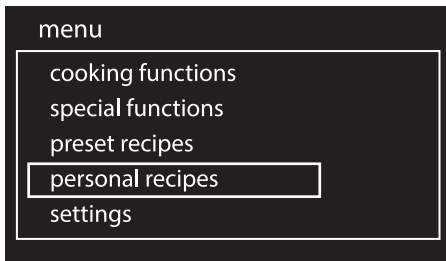 menu
cooking functions
special functions
preset recipes
personal recipes
settings